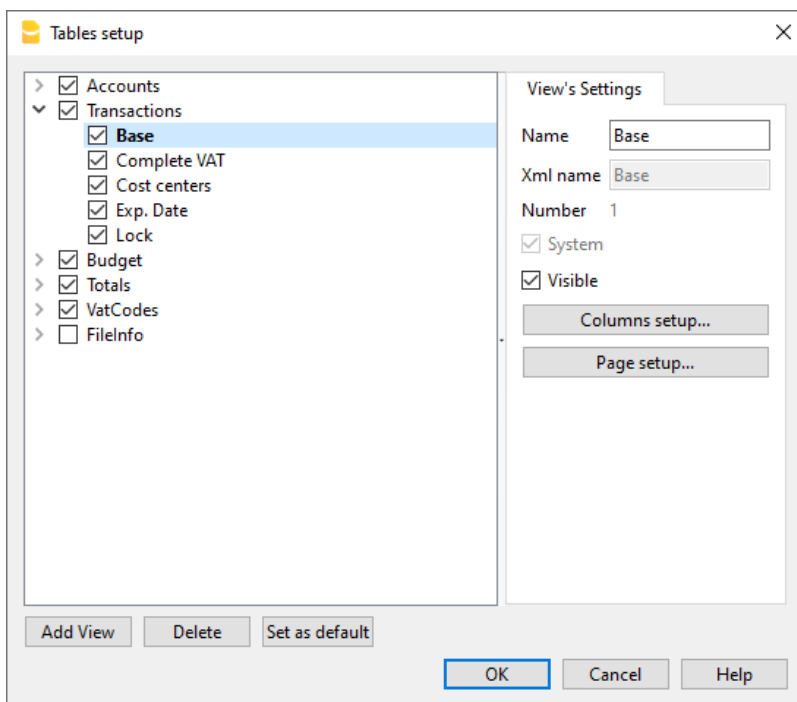 Tables setup
Accounts
Transactions
Base
Complete VAT
Cost centers
Exp. Date
Lock
Budget
Totals
VatCodes
FileInfo
View's Settings
Name Base
Xml name Base
Number 1
System
Visible
Columns setup...
Page setup...
Add View Delete Set as default
OK Cancel Help